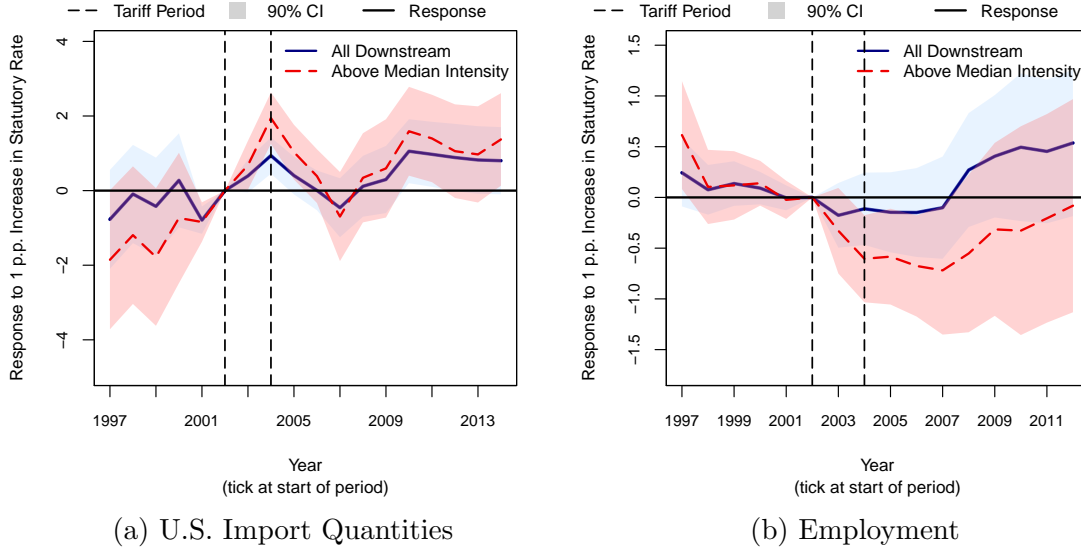 Tariff Period 90% CI Response
All Downstream
Above Median Intensity
Response to 1 p.p. Increase in Statutory Rate
4
2
0
−2
−4
1997 2001 2005 2009 2013
Year
(tick at start of period)
(a) U.S. Import Quantities
Tariff Period 90% CI Response
All Downstream
Above Median Intensity
Response to 1 p.p. Increase in Statutory Rate
1.5
1.0
0.5
0.0
−0.5
−1.0
−1.5
1997 1999 2001 2003 2005 2007 2009 2011
Year
(tick at start of period)
(b) Employment